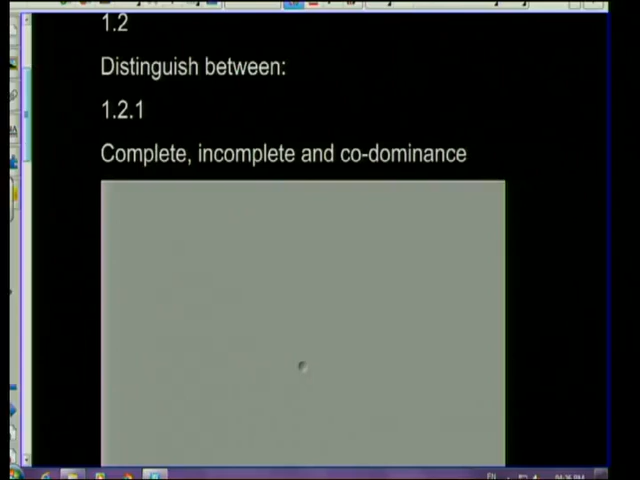 1.2
Distinguish between:
1.2.1
Complete, incomplete and co-dominance